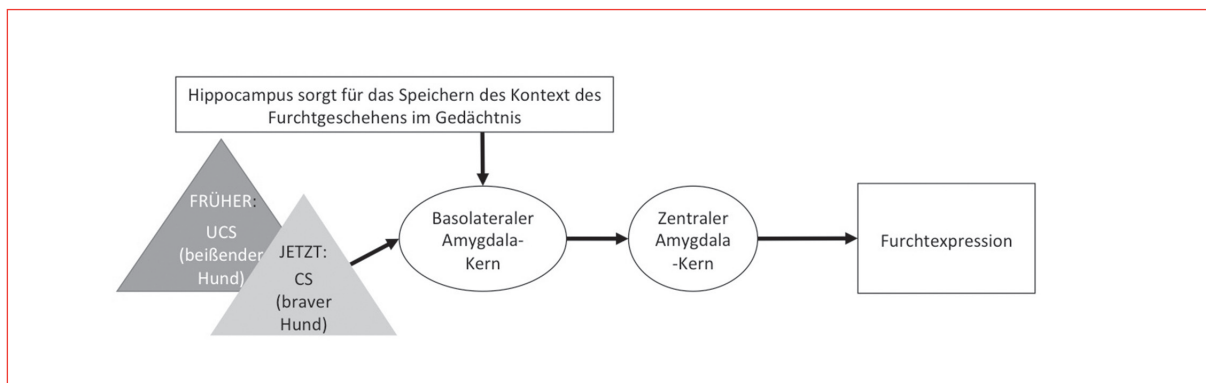 Hippocampus sorgt für das Speichern des Kontext des
Furchtgeschehens im Gedächtnis
FRÜHER:
UCS
(beißender
Hund)
JETZT:
CS
(braver
Hund)
Basolateraler
Amygdala-
Kern
Zentraler
Amygdala
-Kern
Furchtexpression